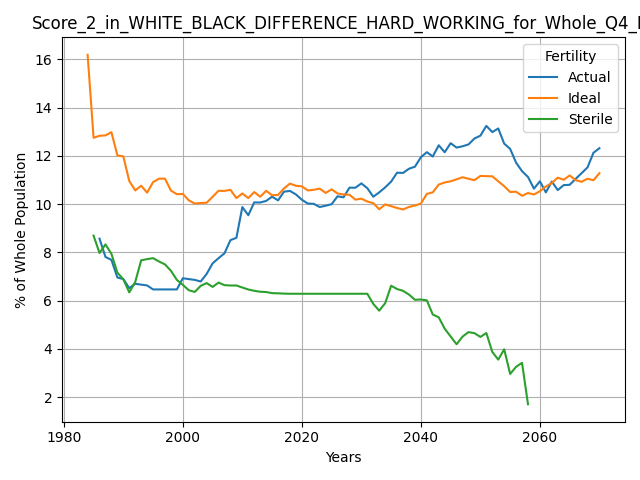 Score_2_in_WHITE_BLACK_DIFFERENCE_HARD_WORKING_for_Whole_Q4_
Fertility
Actual
Ideal
Sterile
% of Whole Population
16
14
12
10
8
6
4
2
1980
2000
2020
2040
2060
Years